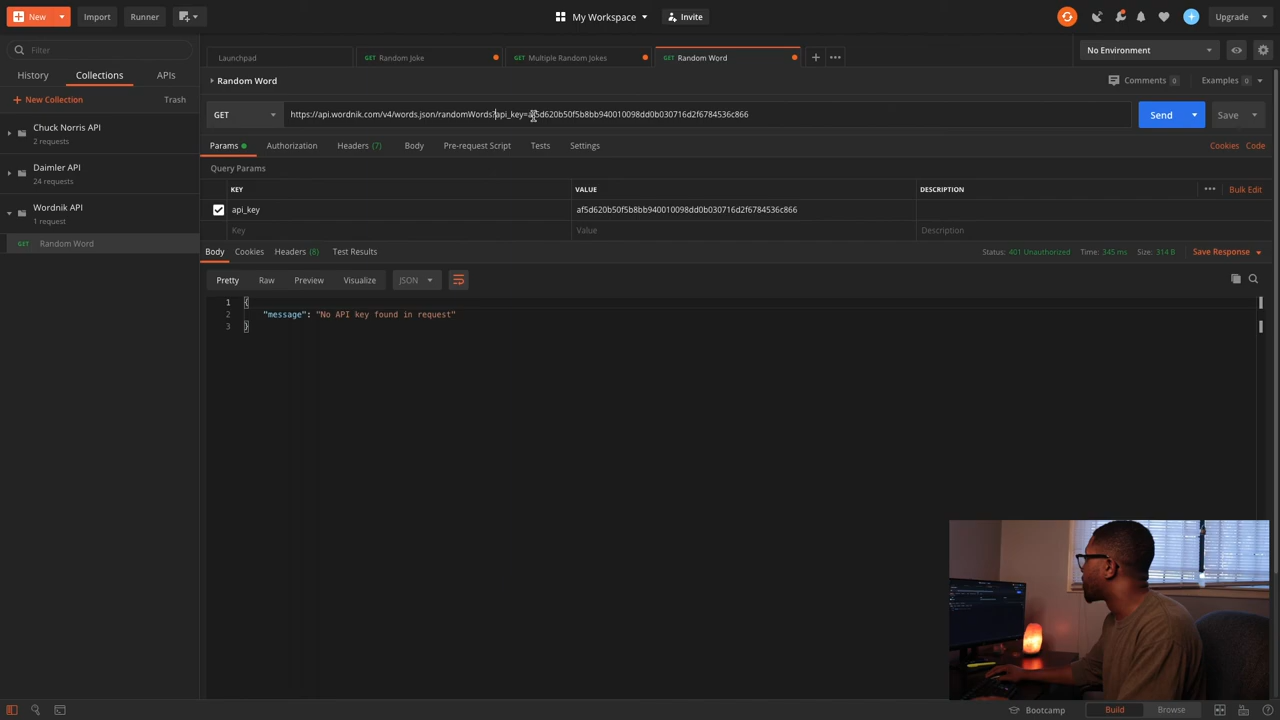 New
Import
Runner
My Workspace
Invite
Upgrade
Filter
History
Collections
APIs
New Collection
Trash
Chuck Norris API
2 requests
Daimler API
24 requests
Wordnik API
1 request
GET Random Word
Launchpad
GET Random Joke
GET Multiple Random Jokes
GET Random Word
No Environment
Random Word
Comments 0
Examples 0
GET
https://api.wordnik.com/v4/words.json/randomWords?api_key=af5d620b50f5b8bb940010098dd0b030716d2f6784536c866
Send
Save
Params
Authorization
Headers (7)
Body
Pre-request Script
Tests
Settings
Cookies
Code
Query Params
KEY
VALUE
DESCRIPTION
Bulk Edit
api_key
af5d620b50f5b8bb940010098dd0b030716d2f6784536c866
Key
Value
Description
Body
Cookies
Headers (8)
Test Results
Status: 401 Unauthorized
Time: 345 ms
Size: 314 B
Save Response
Pretty
Raw
Preview
Visualize
JSON
1 {
2 "message": "No API key found in request"
3 }
Bootcamp
Build
Browse